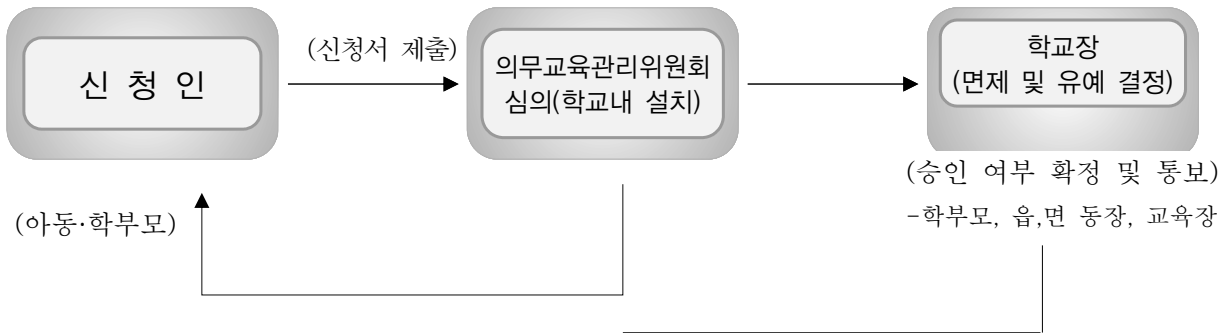 신 청 인
(아동·학부모)
(신청서 제출)
의무교육관리위원회
심의(학교내 설치)
학교장
(면제 및 유예 결정)
(승인 여부 확정 및 통보)
-학부모, 읍,면 동장, 교육장